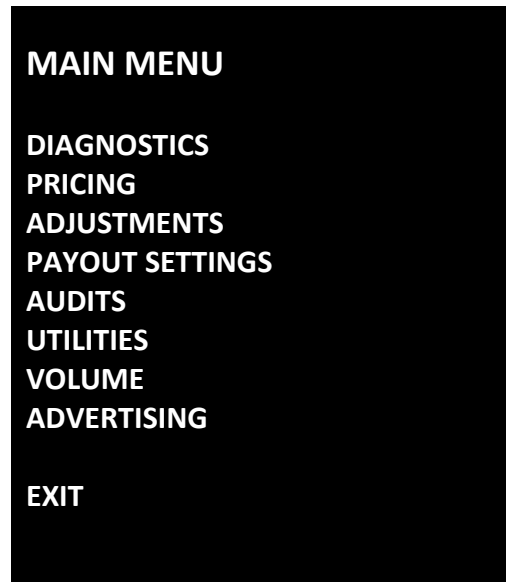 MAIN MENU
DIAGNOSTICS
PRICING
ADJUSTMENTS
PAYOUT SETTINGS
AUDITS
UTILITIES
VOLUME
ADVERTISING
EXIT